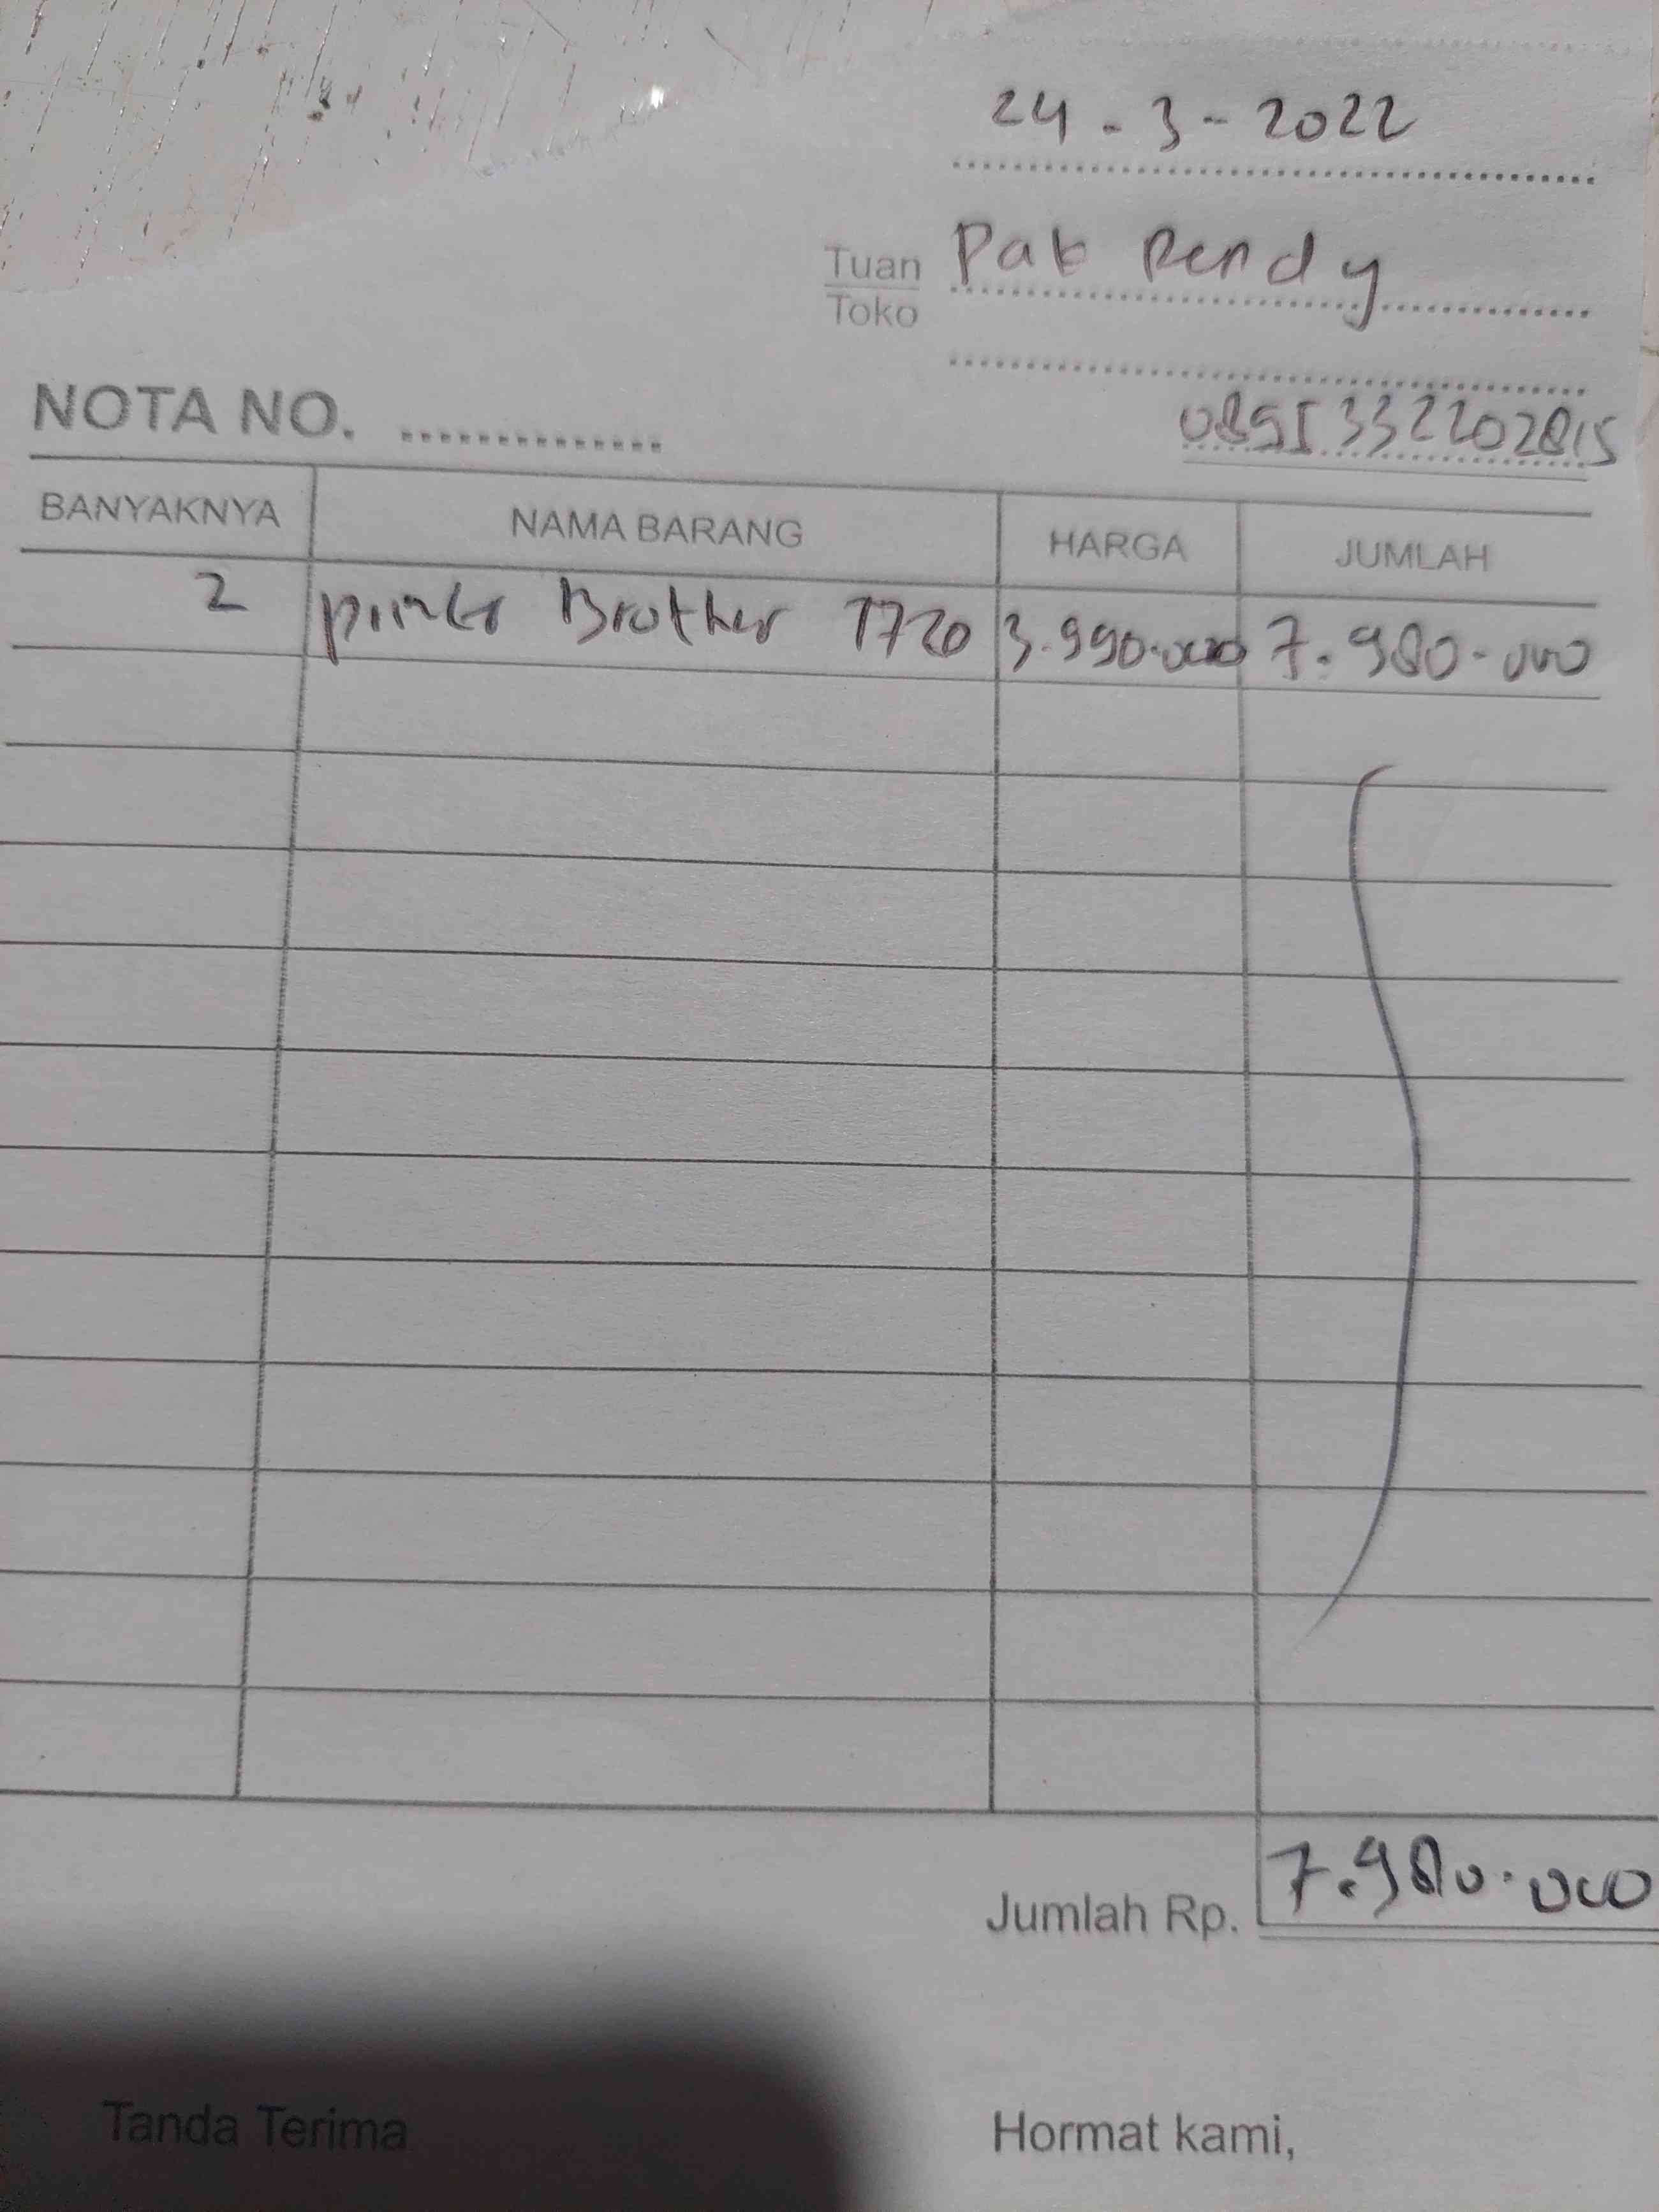 24 - 3 - 2022
Tuan Pak Rendy
Toko
NOTA NO. ...............
0895332202815
BANYAKNYA NAMA BARANG HARGA JUMLAH
2 printer Brother T720 3.990.000 7.980.000
Jumlah Rp. 7.980.000
Tanda Terima Hormat kami,